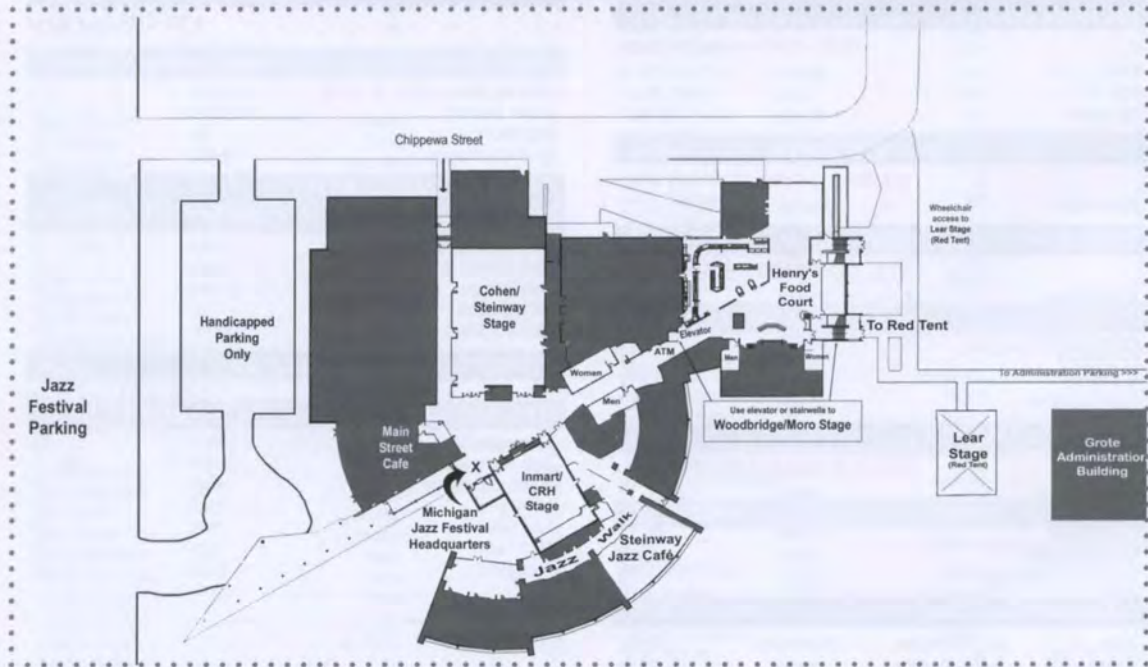 Chippewa Street
Wheelchair
access to
Lear Stage
(Red Tent)
Henry's
Food
Court
Cohen/
Steinway
Stage
Handicapped
Parking
Only
To Red Tent
Elevator
ATM
Men
Women
Women
Men
To Administration Parking >>>
Jazz
Festival
Parking
Use elevator or stairwells to
Woodbridge/Moro Stage
Main
Street
Cafe
Lear
Stage
(Red Tent)
Grote
Administration
Building
X
Inmart/
CRH
Stage
Michigan
Jazz Festival
Headquarters
Jazz Walk
Steinway
Jazz Café